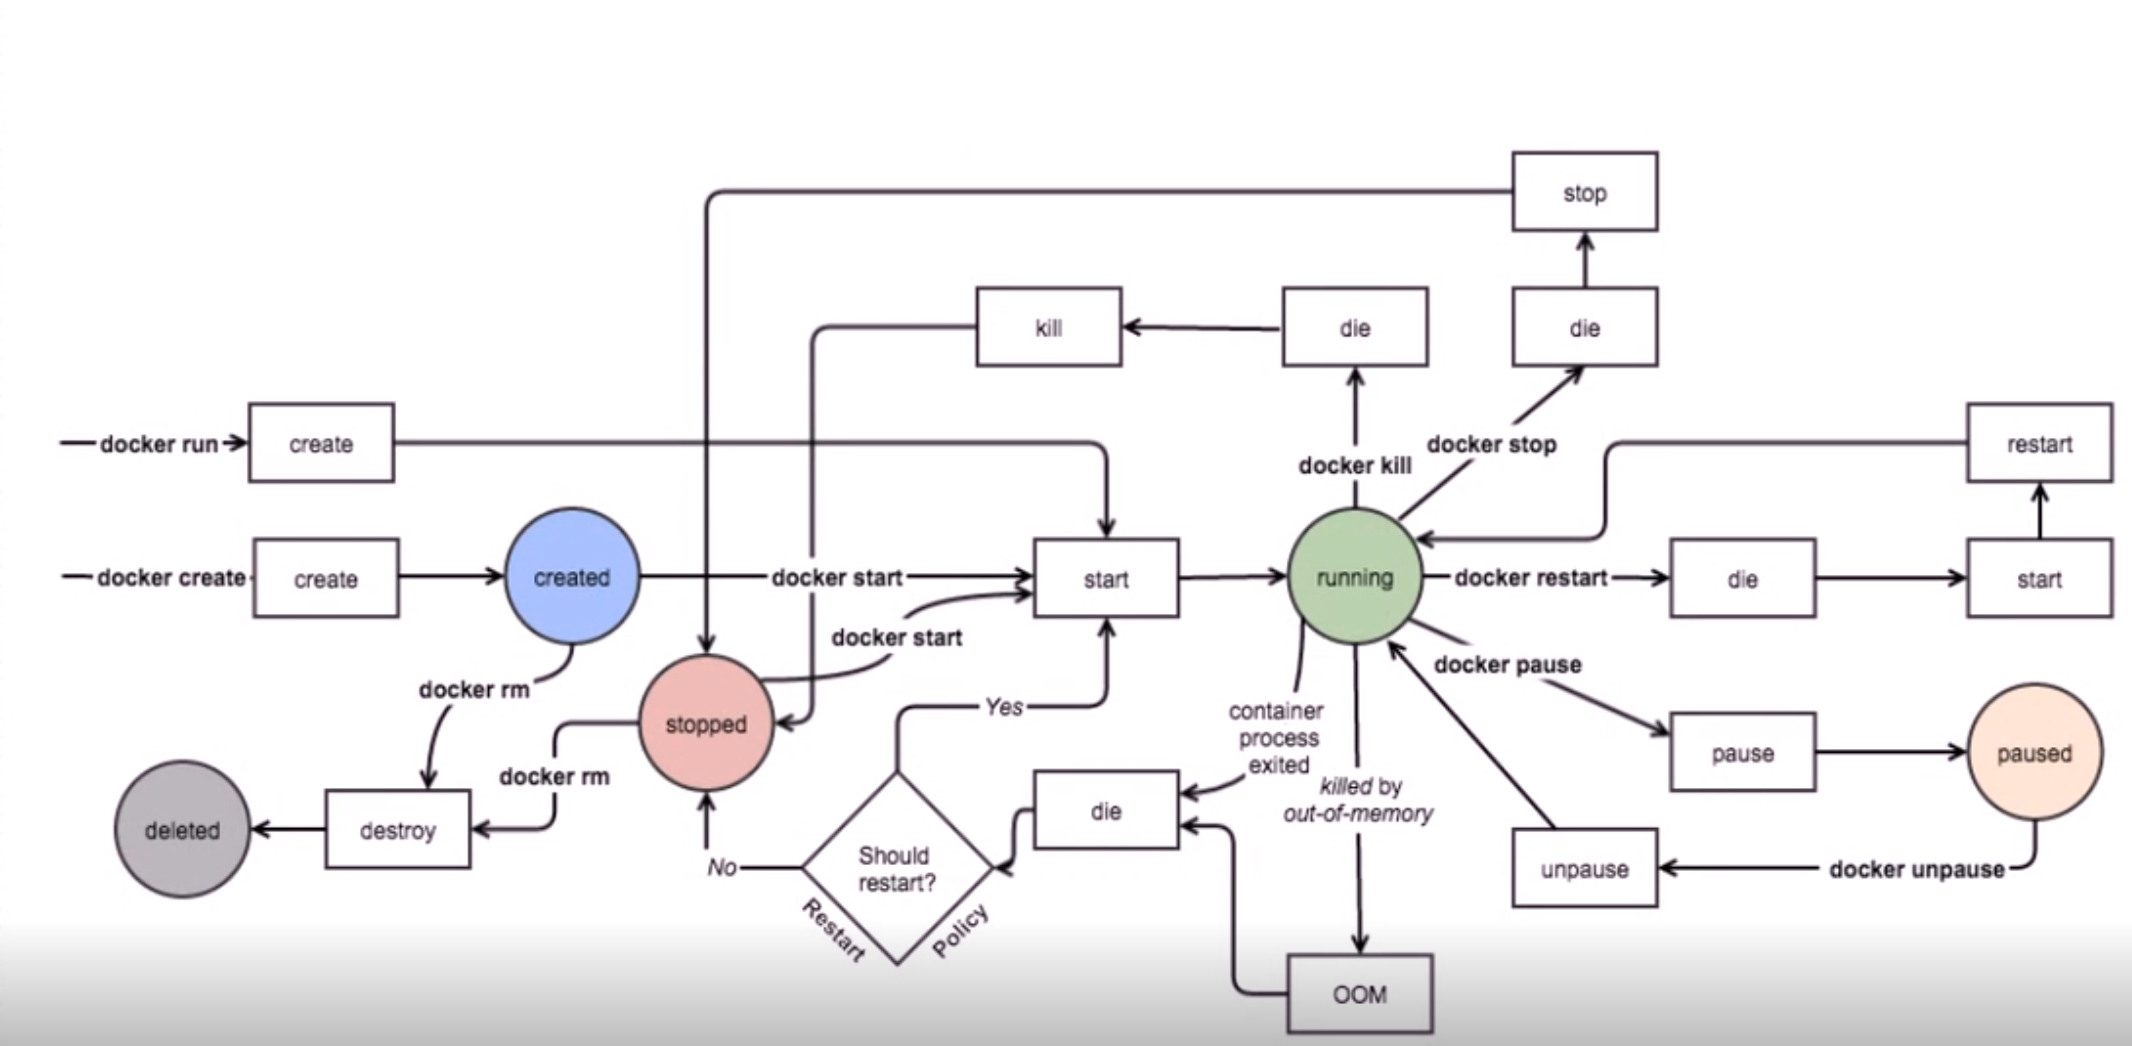 stop
kill
die
die
docker run
create
docker kill
docker stop
restart
docker create
create
created
docker start
start
running
docker restart
die
start
docker start
docker rm
stopped
Yes
container
process
exited
docker pause
pause
paused
docker rm
killed by
out-of-memory
deleted
destroy
die
No
Should
restart?
Restart
Policy
unpause
docker unpause
OOM